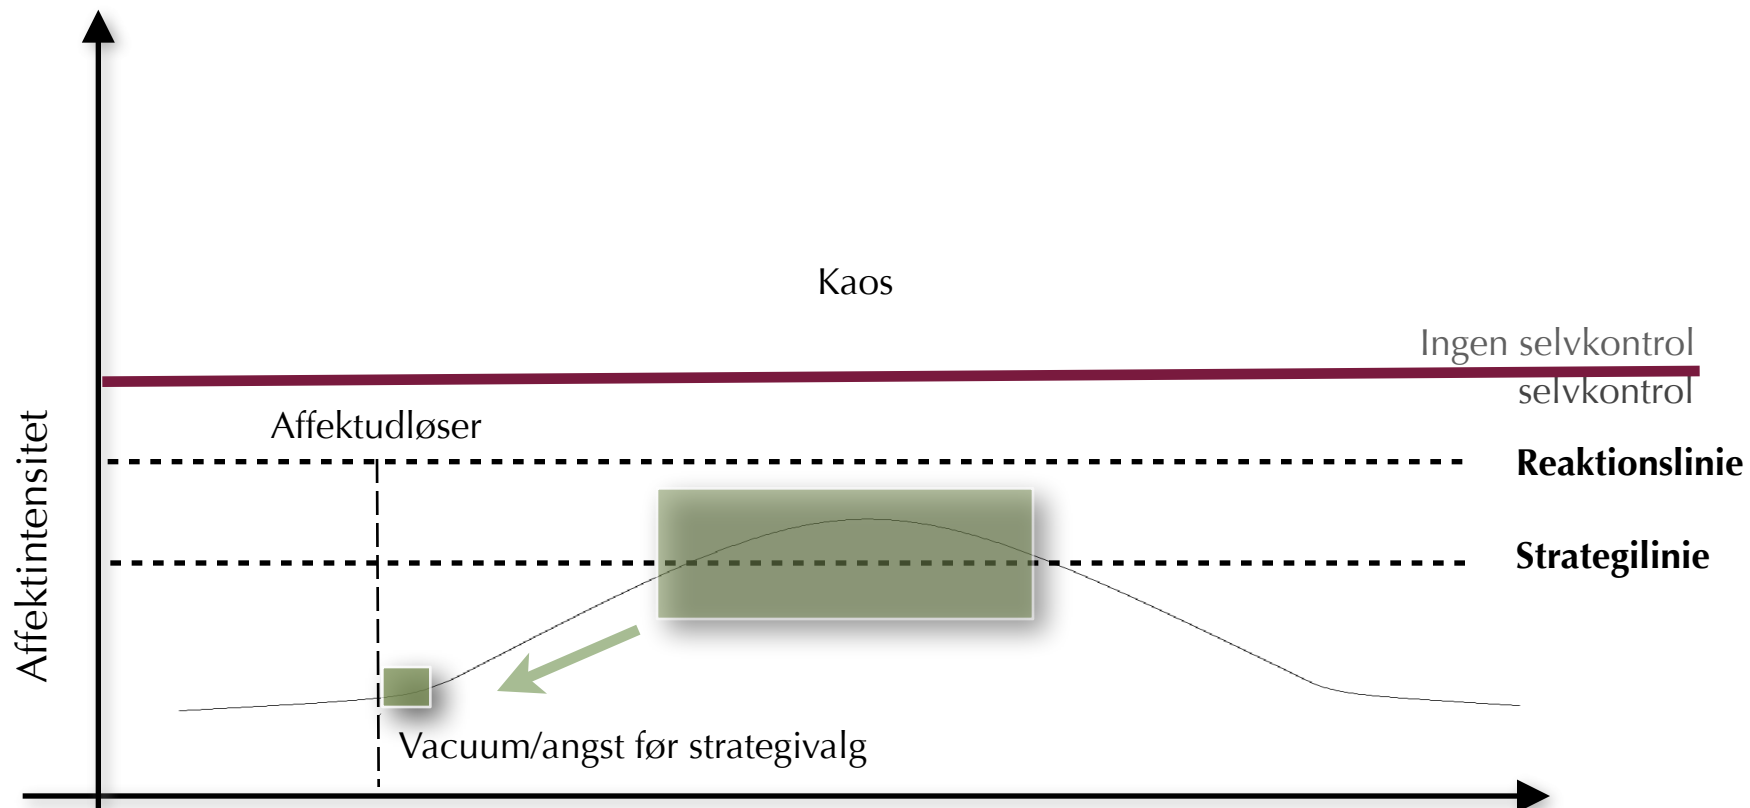 Kaos
Ingen selvkontrol
selvkontrol
Affektudløser
Reaktionslinie
Strategilinie
Affektintensitet
Vacuum/angst før strategivalg